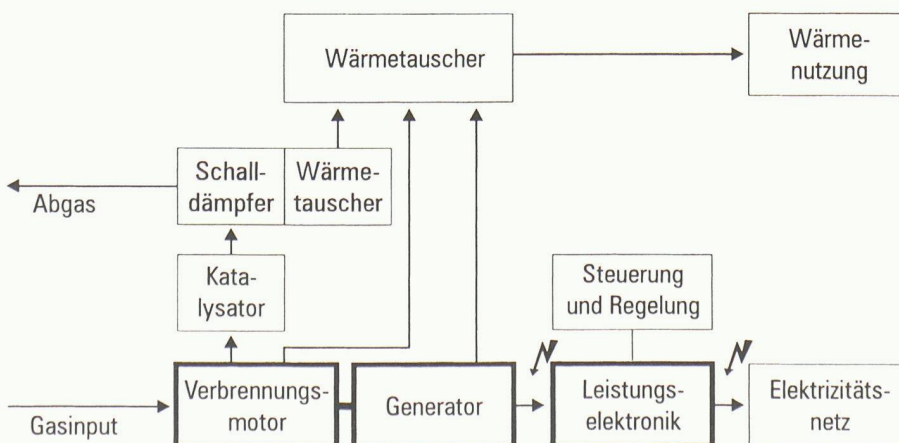 Wärmetauscher
Wärme-
nutzung
Schall-
dämpfer
Wärme-
tauscher
Abgas
Kata-
lysator
Steuerung
und Regelung
Verbrennungs-
motor
Generator
Leistungs-
elektronik
Elektrizitäts-
netz
Gasinput